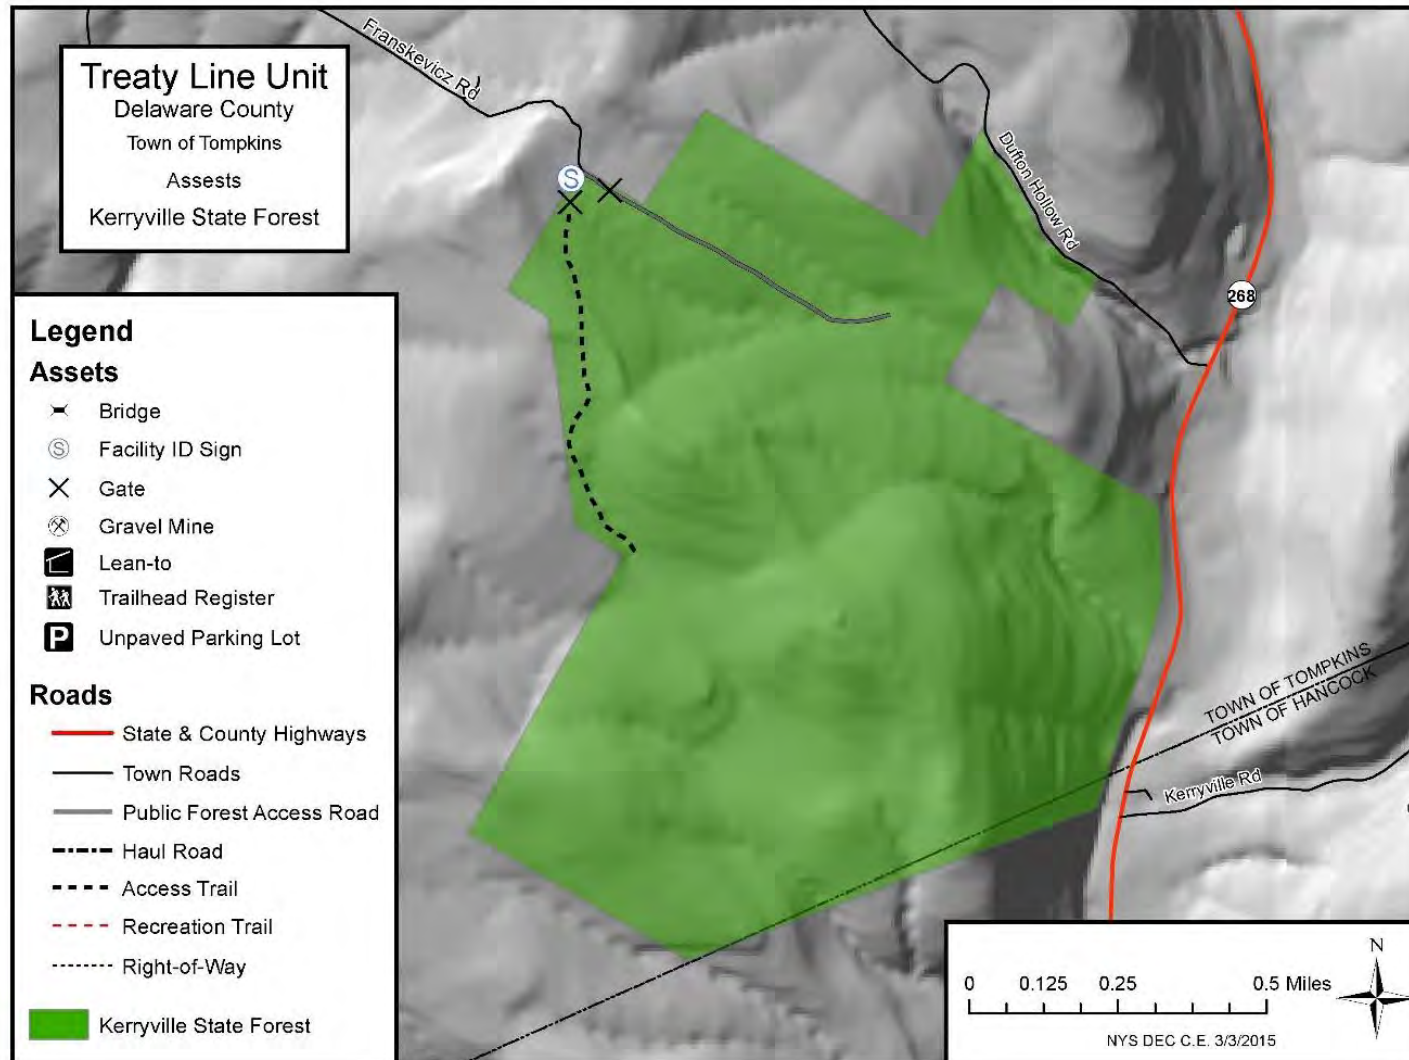 Treaty Line Unit
Delaware County
Town of Tompkins
Assests
Kerryville State Forest
Franskevicz Rd
Dufton Hollow Rd
S
268
Legend
Assets
Bridge
S Facility ID Sign
Gate
Gravel Mine
Lean-to
Trailhead Register
P Unpaved Parking Lot
Roads
State & County Highways
Town Roads
Public Forest Access Road
Haul Road
Access Trail
Recreation Trail
Right-of-Way
Kerryville State Forest
TOWN OF TOMPKINS
TOWN OF HANCOCK
Kerryville Rd
N
0 0.125 0.25 0.5 Miles
NYS DEC C.E. 3/3/2015